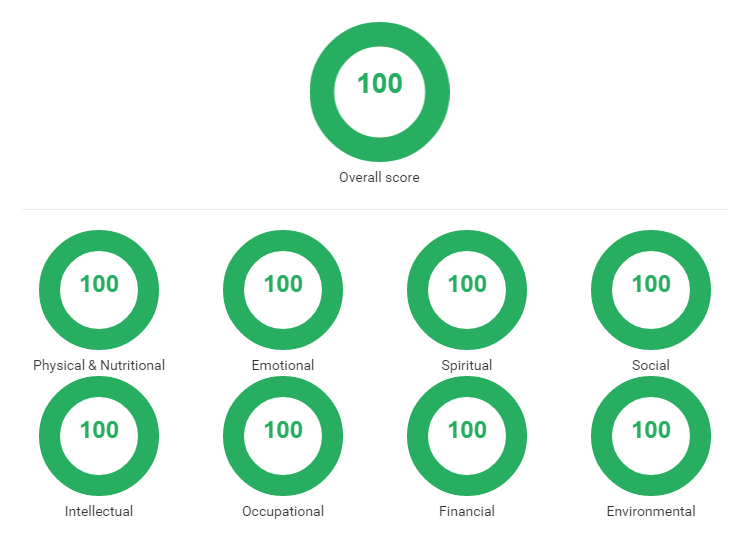 100
Overall score
100 100 100 100
Physical & Nutritional Emotional Spiritual Social
100 100 100 100
Intellectual Occupational Financial Environmental